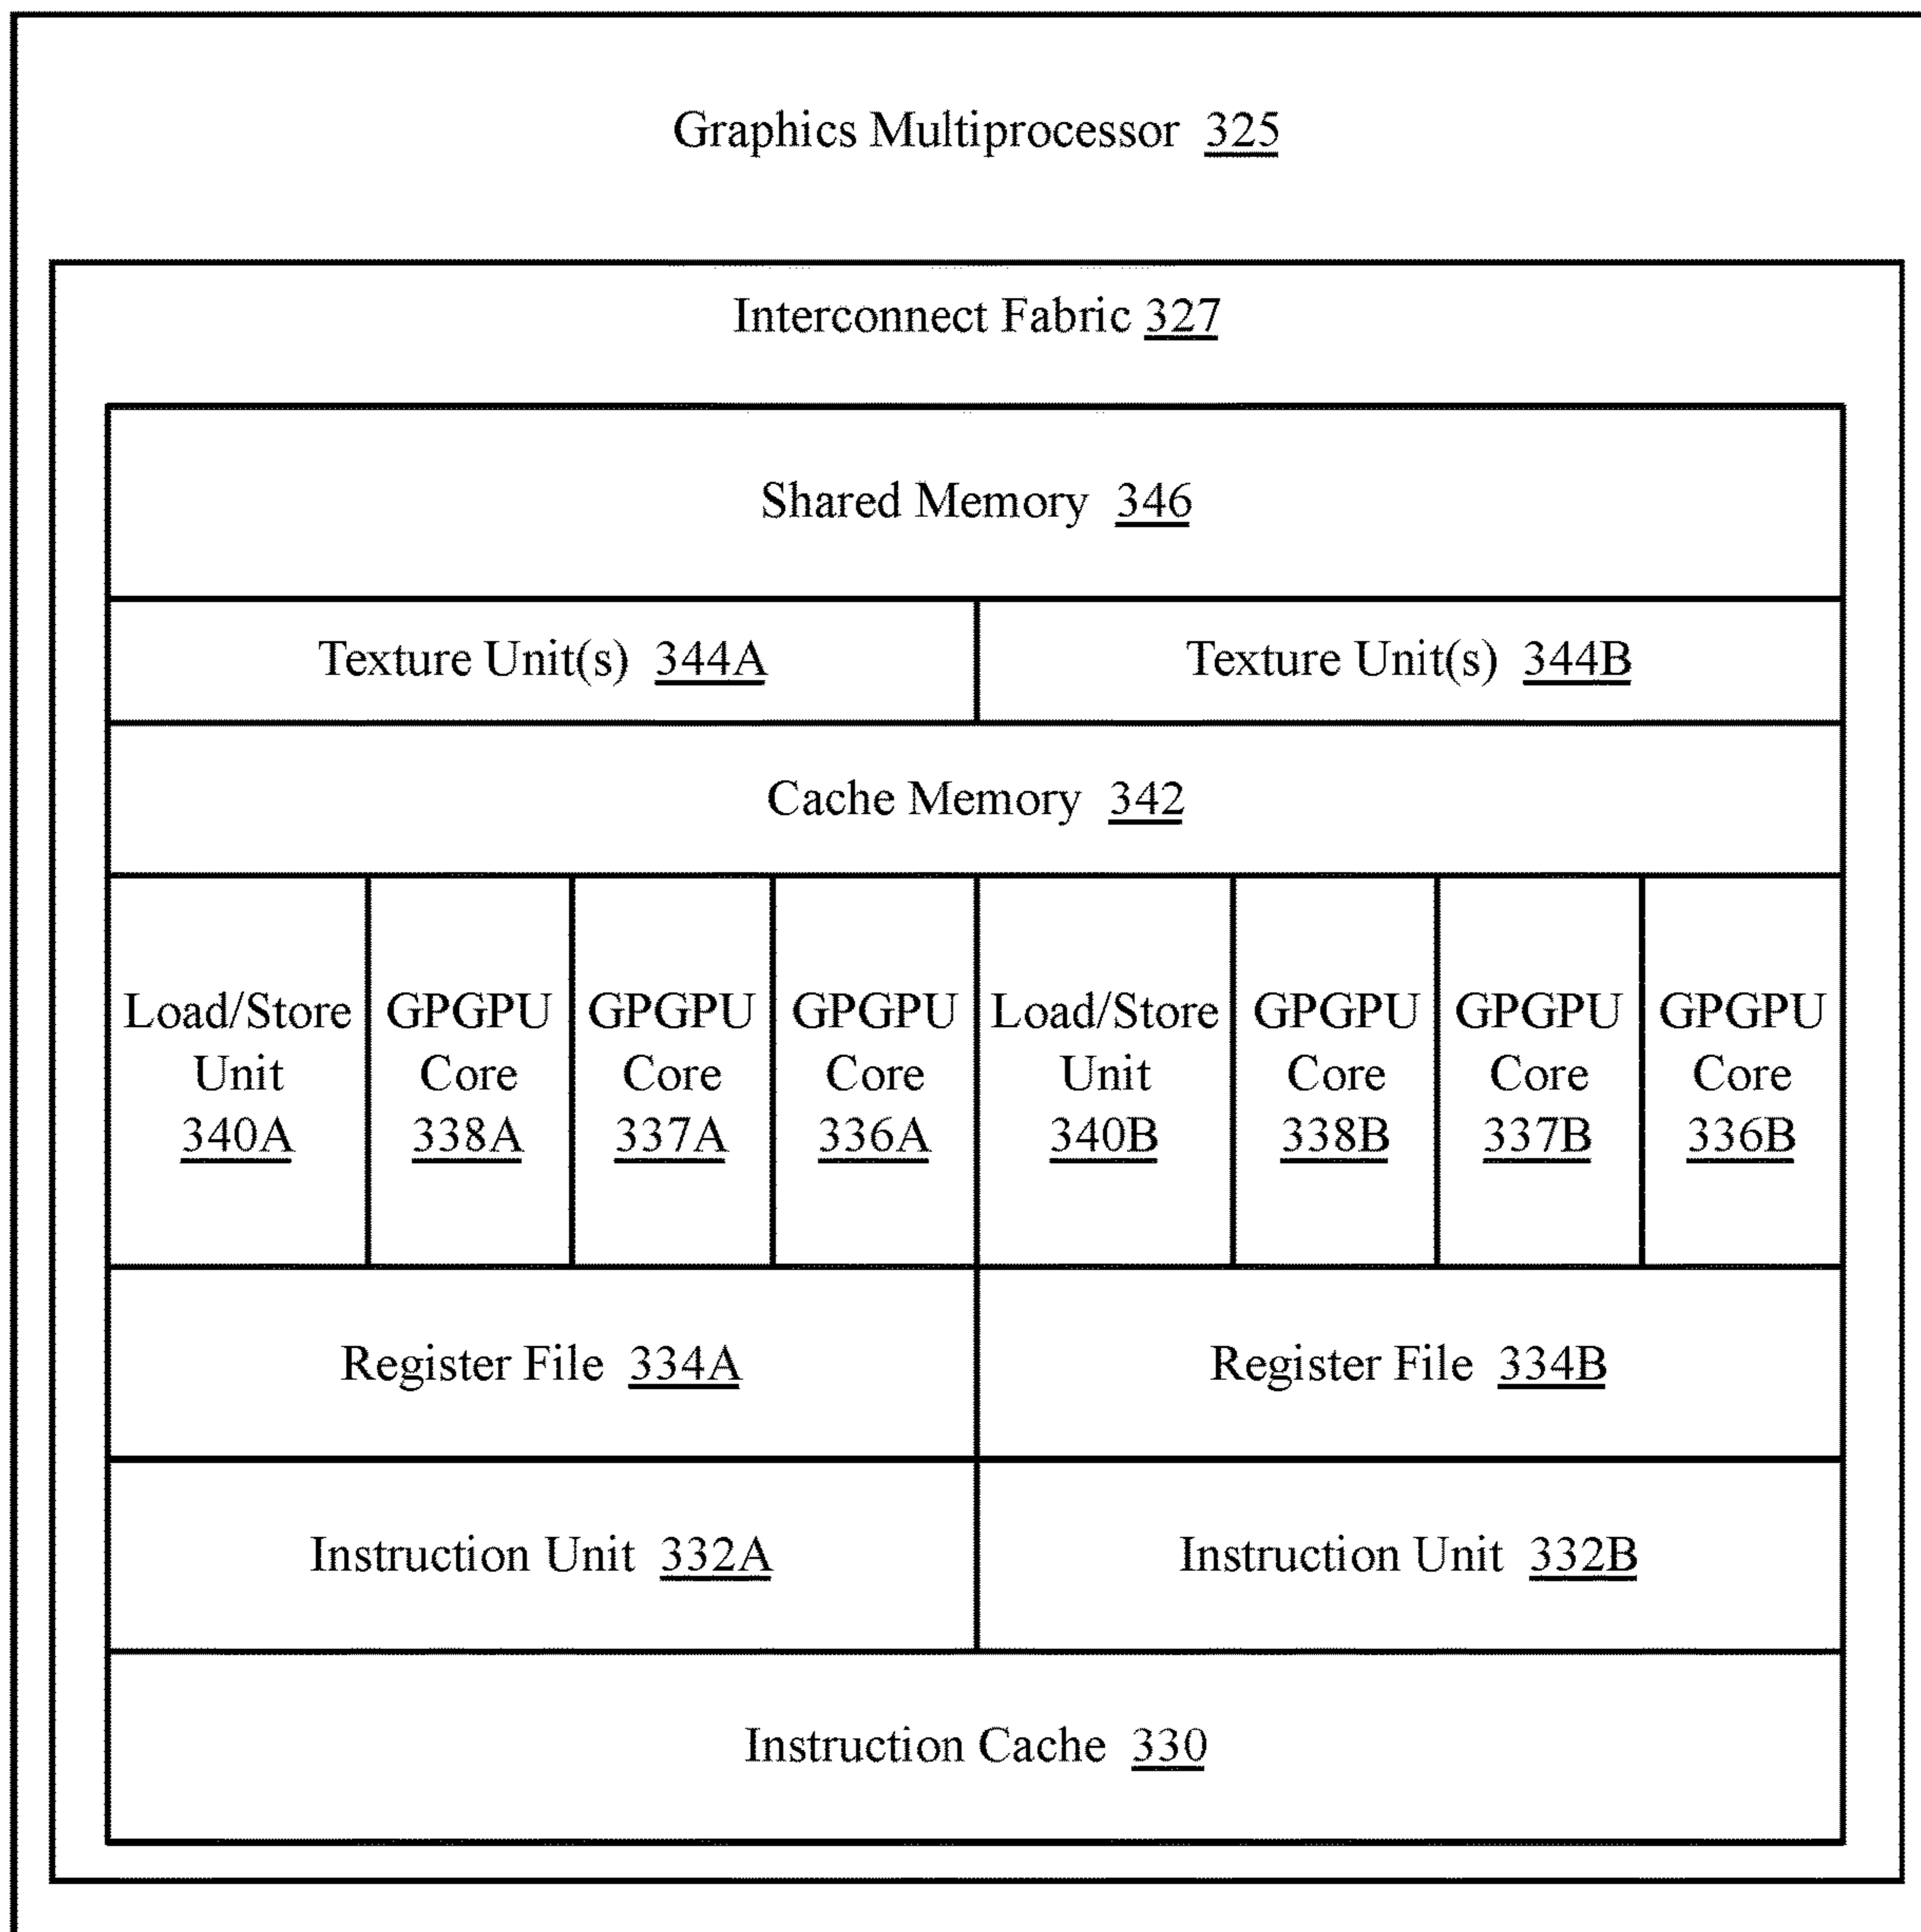 Graphics Multiprocessor 325
Interconnect Fabric 327
Shared Memory 346
Texture Unit(s) 344A
Texture Unit(s) 344B
Cache Memory 342
Load/Store
Unit
340A
GPGPU
Core
338A
GPGPU
Core
337A
GPGPU
Core
336A
Load/Store
Unit
340B
GPGPU
Core
338B
GPGPU
Core
337B
GPGPU
Core
336B
Register File 334A
Register File 334B
Instruction Unit 332A
Instruction Unit 332B
Instruction Cache 330